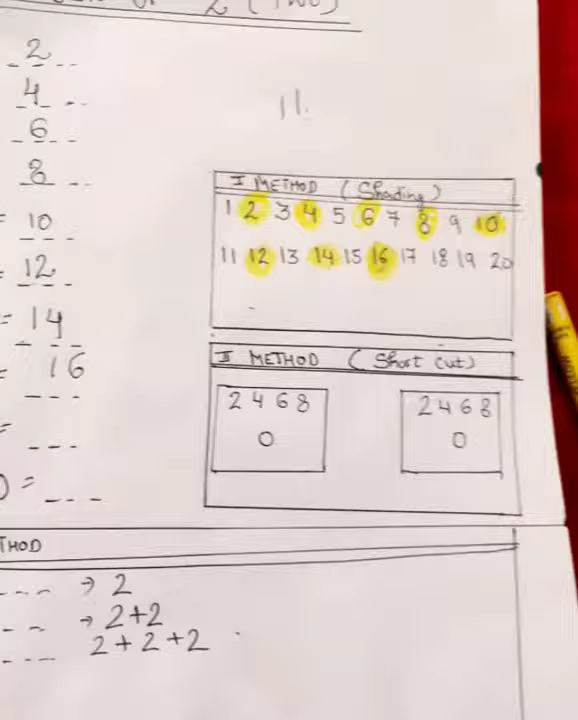 2 (TWO)
2
4
6
8
= 10
= 12
= 14
= 16
=
0 =
11.
I METHOD (Shading)
1 2 3 4 5 6 7 8 9 10
11 12 13 14 15 16 17 18 19 20
II METHOD (Short cut)
2 4 6 8
0
2 4 6 8
0
THOD
→ 2
→ 2+2
2+2+2